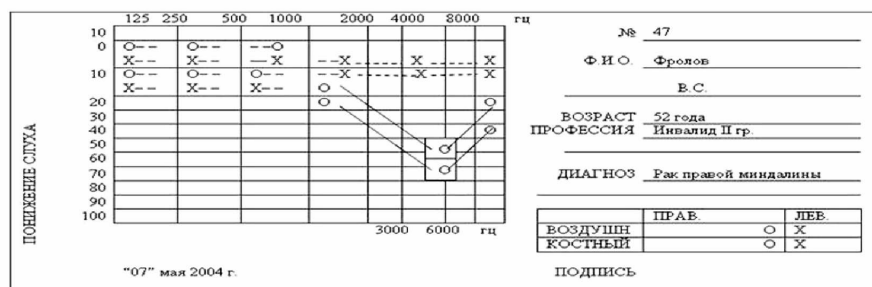 125 250 500 1000 2000 4000 8000 гц
10
0
10
20
30
40
50
60
70
80
90
100
3000 6000 гц
ПОНИЖЕНИЕ СЛУХА
"07" мая 2004 г.
№ 47
Ф.И.О. Фролов
В.С.
ВОЗРАСТ 52 года
ПРОФЕССИЯ Инвалид II гр.
ДИАГНОЗ Рак правой миндалины
ПРАВ. ЛЕВ.
ВОЗДУШН О Х
КОСТНЫЙ О Х
ПОДПИСЬ